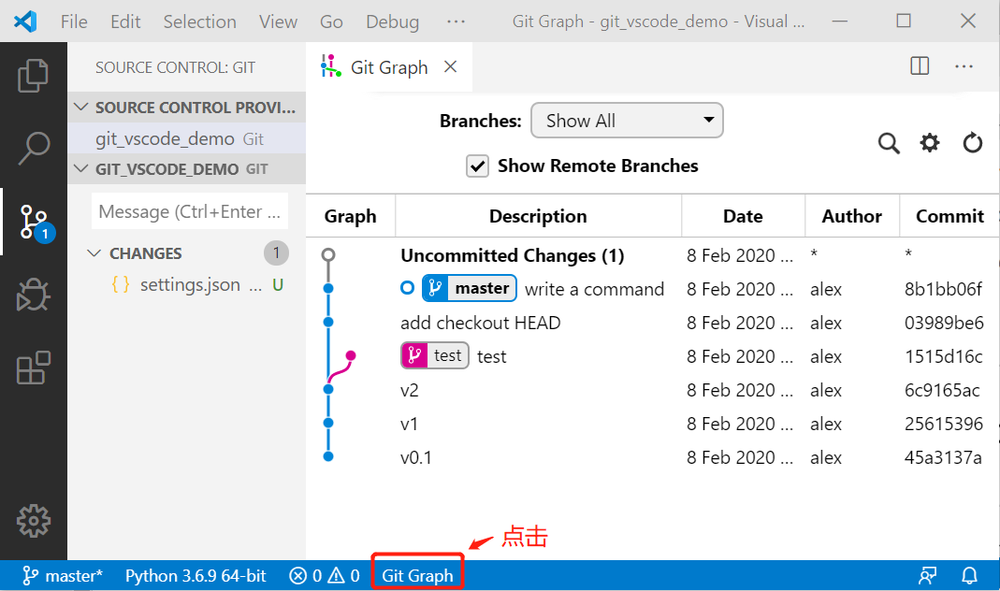 File Edit Selection View Go Debug ··· Git Graph - git_vscode_demo - Visual ...
SOURCE CONTROL: GIT
Git Graph
SOURCE CONTROL PROVI...
git_vscode_demo Git
GIT_VSCODE_DEMO GIT
Message (Ctrl+Enter ...
CHANGES 1
{ } settings.json ... U
1
Branches: Show All
Show Remote Branches
Graph Description Date Author Commit
Uncommitted Changes (1) 8 Feb 2020 ... * *
master write a command 8 Feb 2020 ... alex 8b1bb06f
add checkout HEAD 8 Feb 2020 ... alex 03989be6
test test 8 Feb 2020 ... alex 1515d16c
v2 8 Feb 2020 ... alex 6c9165ac
v1 8 Feb 2020 ... alex 25615396
v0.1 8 Feb 2020 ... alex 45a3137a
点击
master* Python 3.6.9 64-bit 0 0 Git Graph